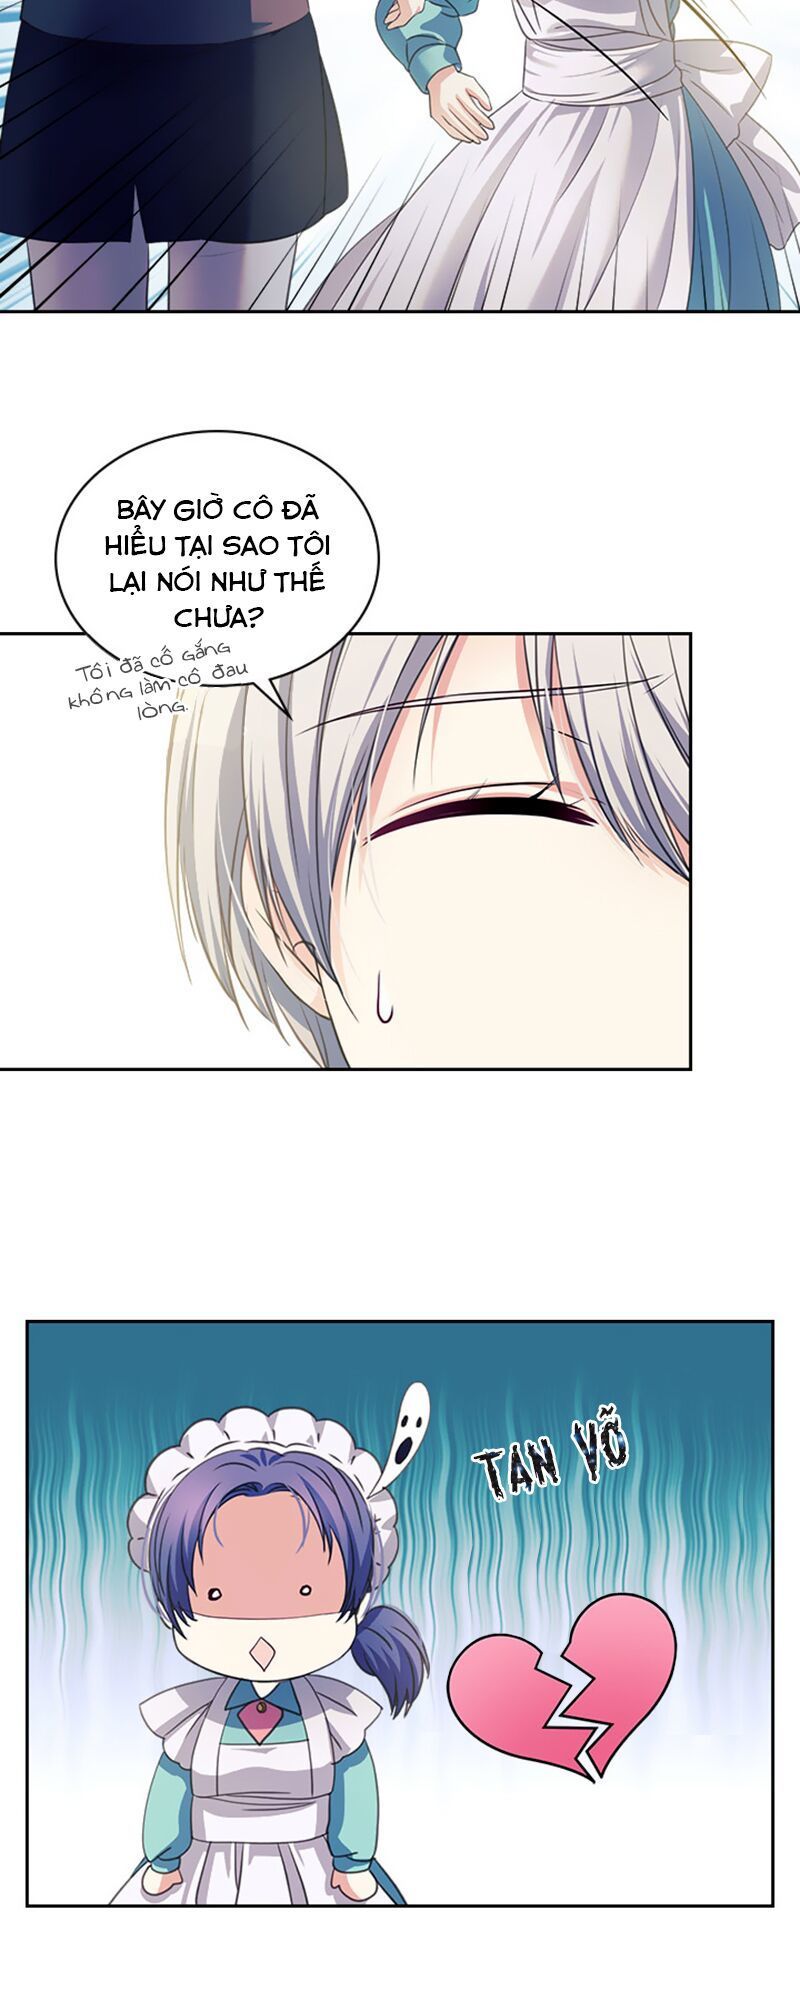 BÂY GIỜ CÔ ĐÃ
HIỂU TẠI SAO TÔI
LẠI NÓI NHƯ THẾ
CHƯA?
Tôi đã cố gắng
không làm cô đau
lòng.
TAN VỠ